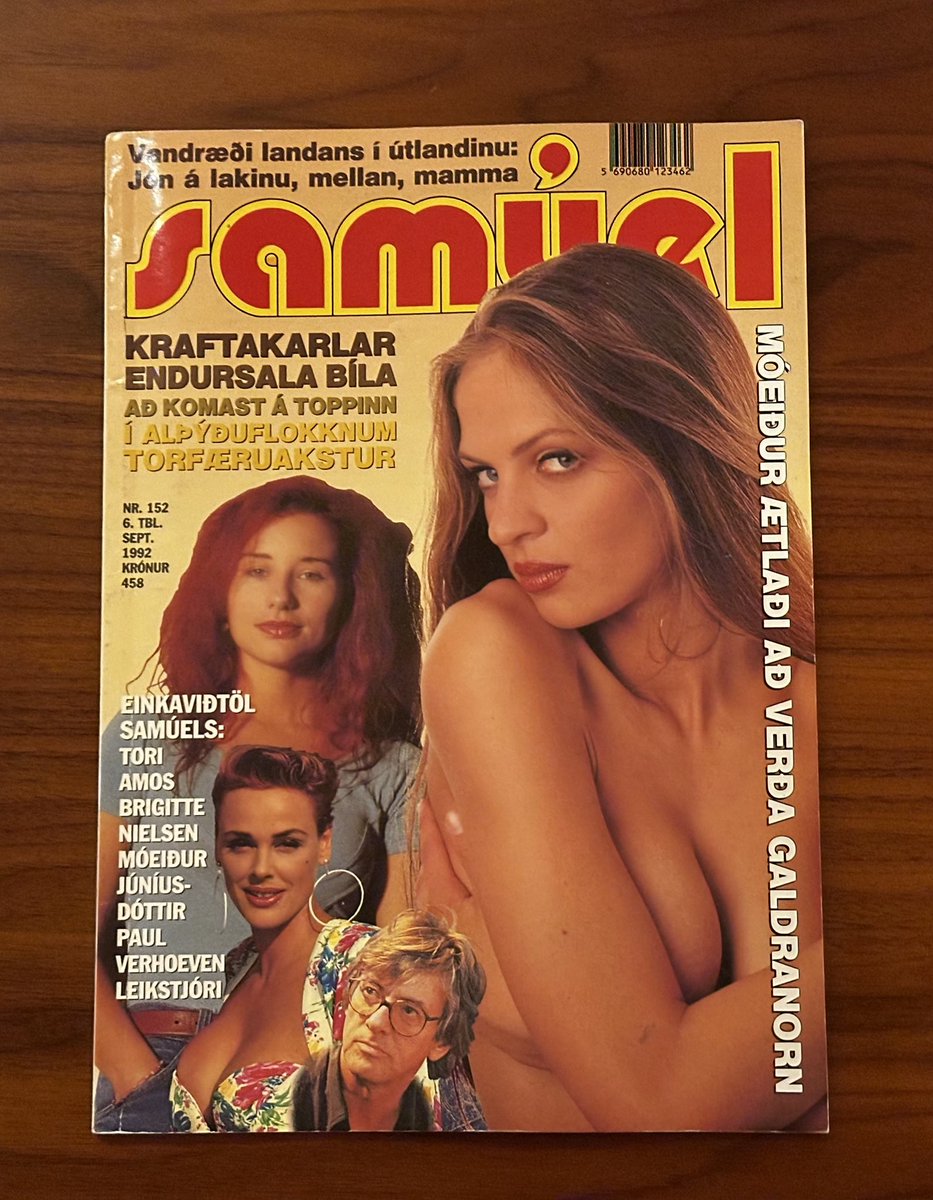 Vandræði landans í útlandinu:
Jón á lakinu, mellan, mamma
5 690680 123462
samúel
KRAFTAKARLAR
ENDURSALA BÍLA
AÐ KOMAST Á TOPPINN
Í ALÞÝÐUFLOKKNUM
TORFÆRUAKSTUR
NR. 152
6. TBL.
SEPT.
1992
KRÓNUR
458
EINKAVIÐTÖL
SAMÚELS:
TORI
AMOS
BRIGITTE
NIELSEN
MÓEIÐUR
JÚNÍUS-
DÓTTIR
PAUL
VERHOEVEN
LEIKSTJÓRI
MÓEIÐUR ÆTLAÐI AÐ VERÐA GALDRANORN